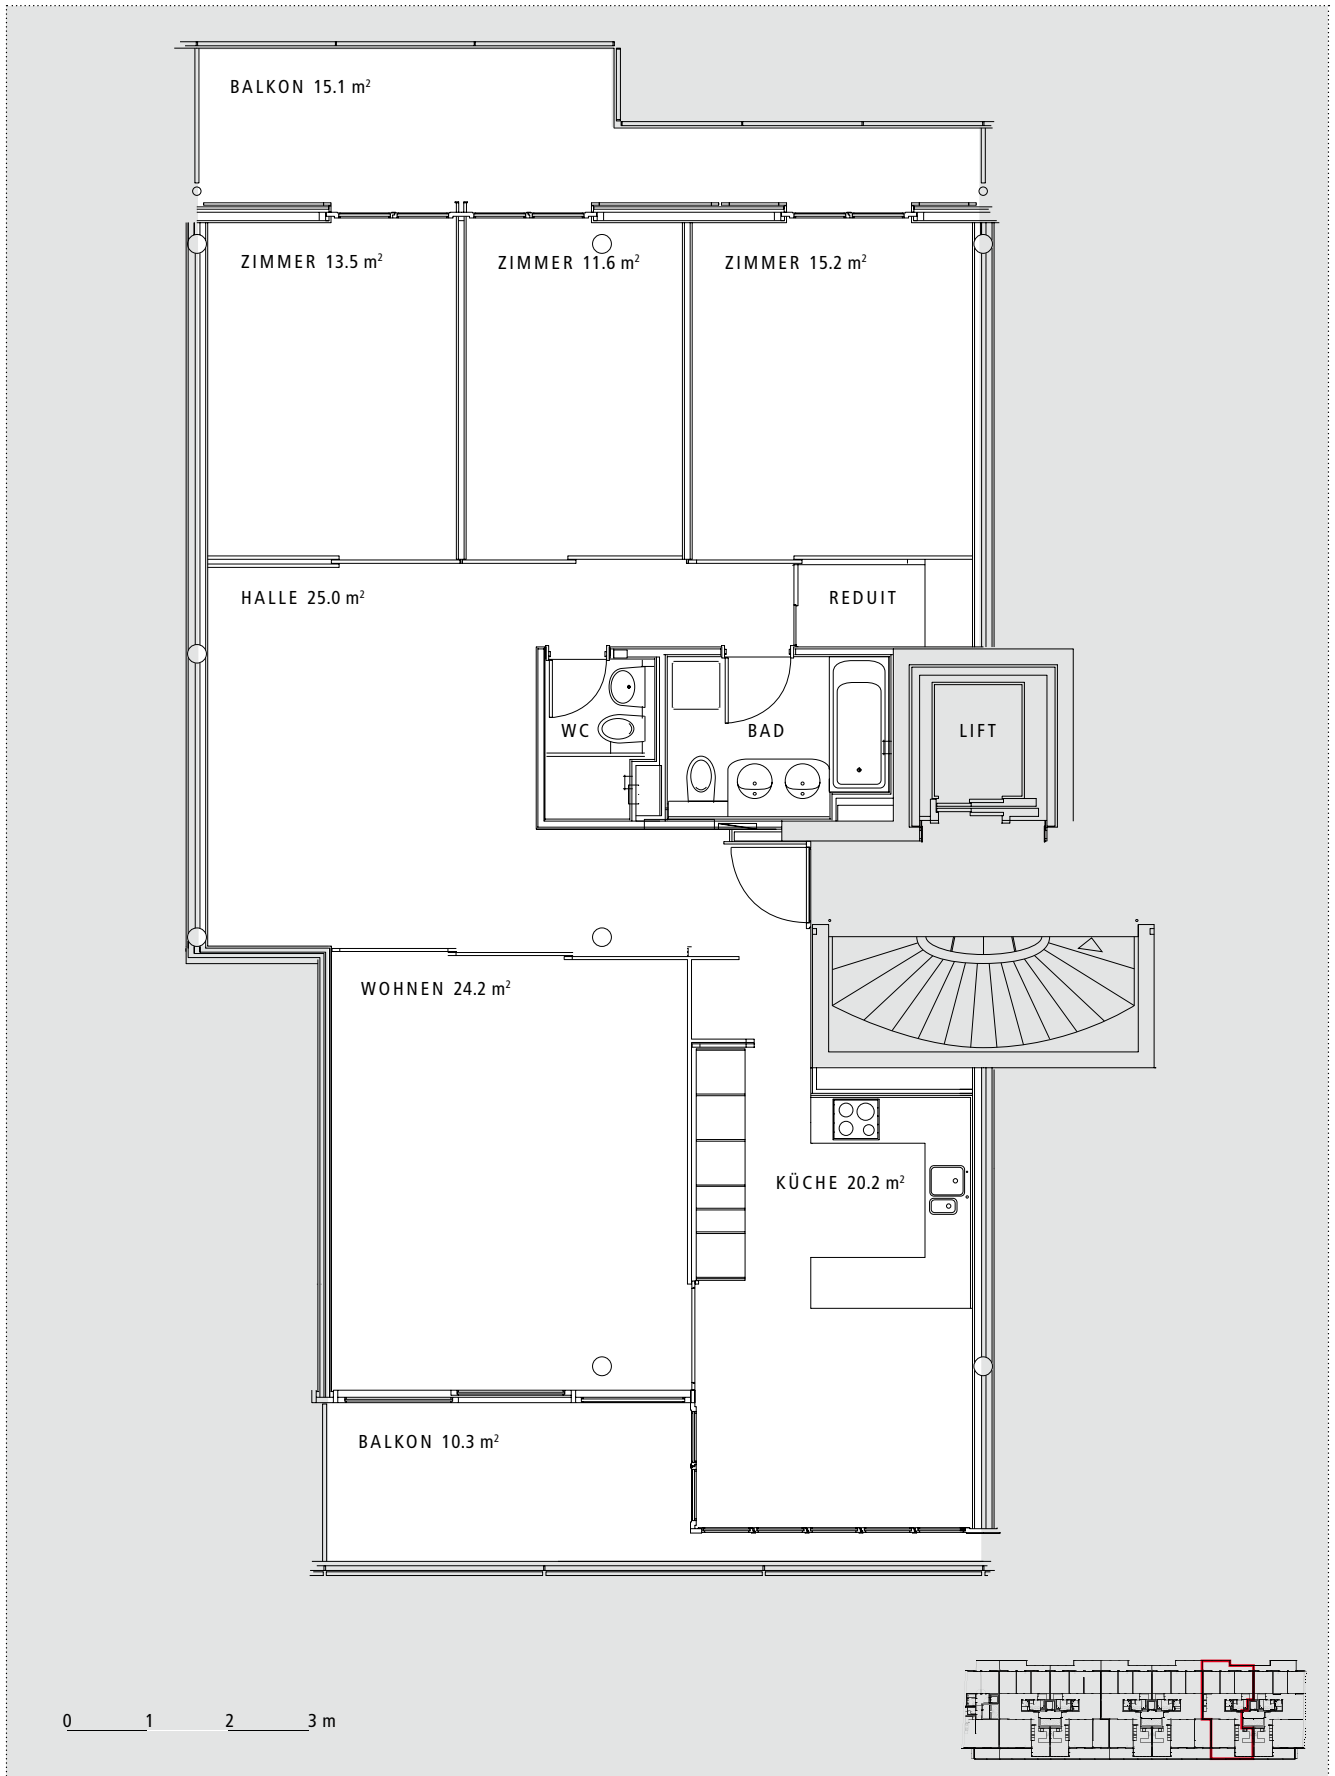 BALKON 15.1 m²
ZIMMER 13.5 m²
ZIMMER 11.6 m²
ZIMMER 15.2 m²
HALLE 25.0 m²
REDUIT
WC
BAD
LIFT
WOHNEN 24.2 m²
KÜCHE 20.2 m²
BALKON 10.3 m²
0 1 2 3 m